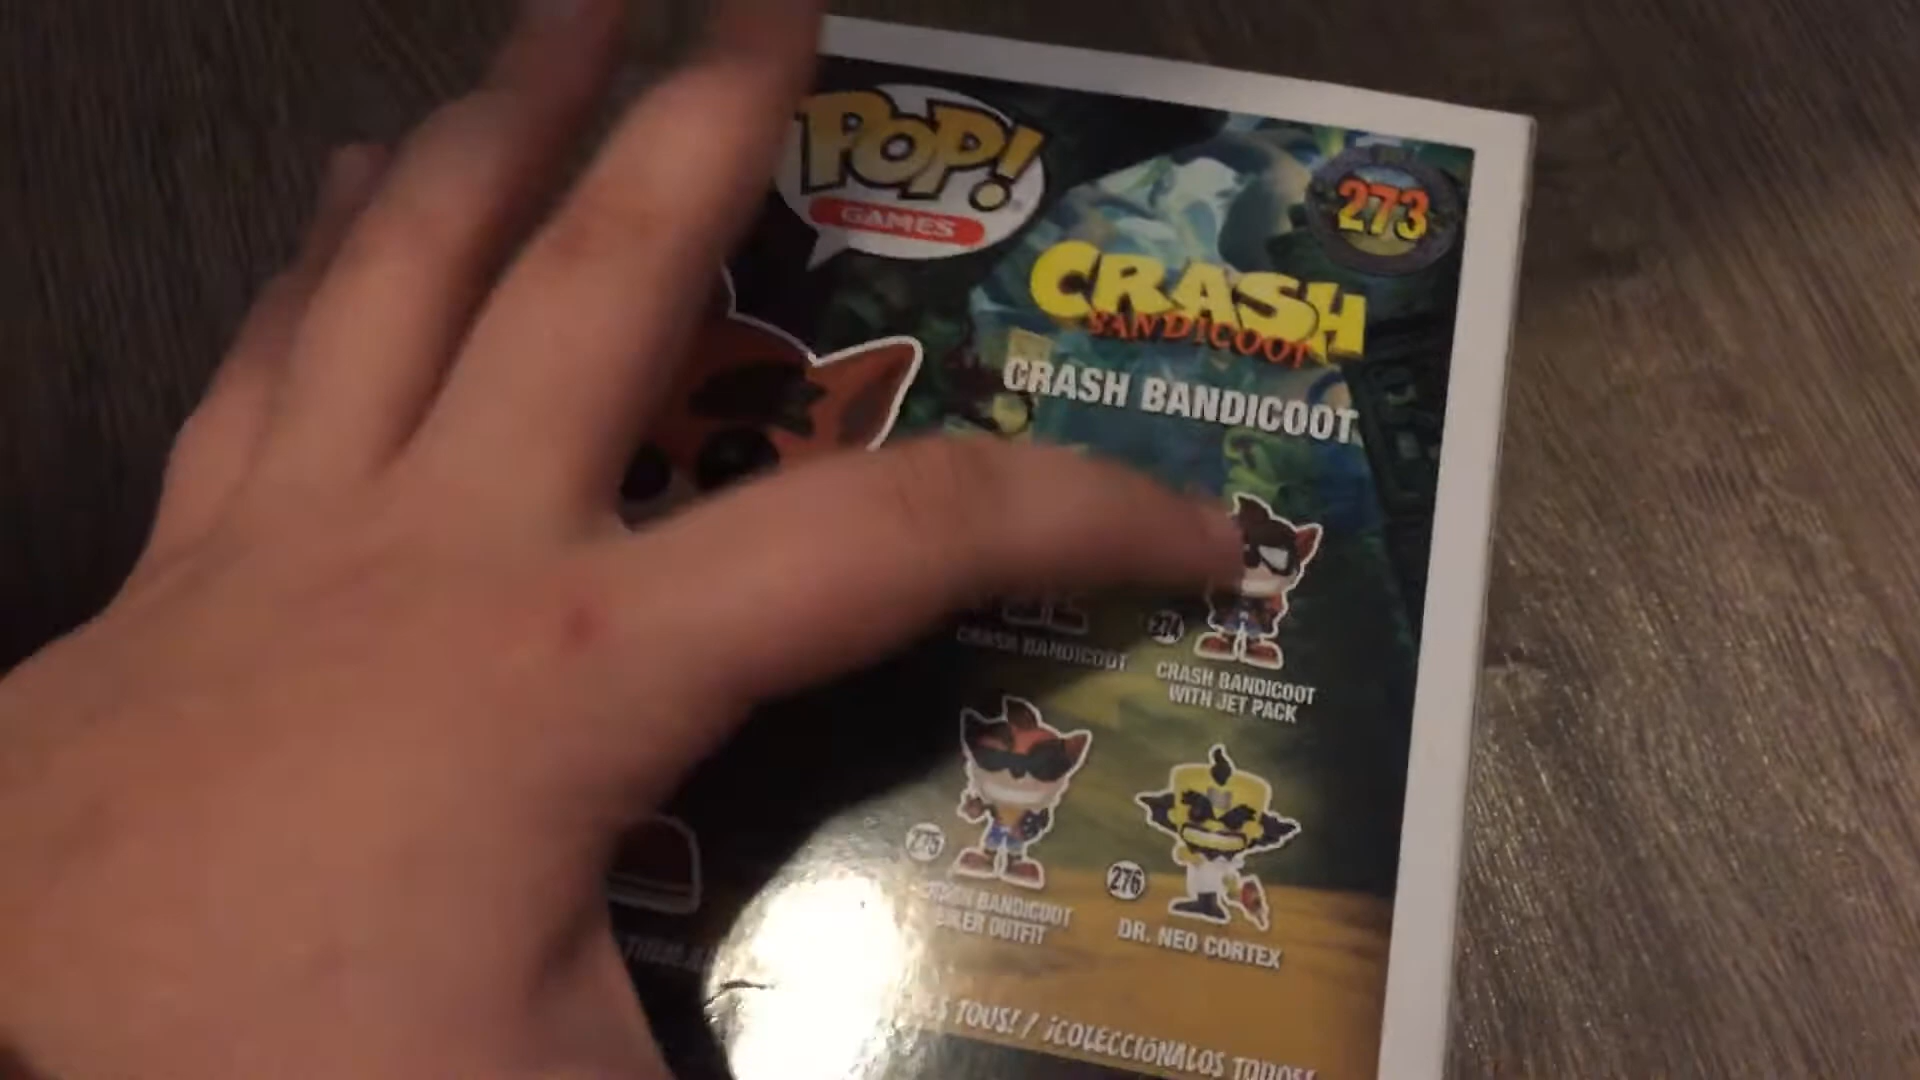 POP!
GAMES
273
CRASH
BANDICOOT
CRASH BANDICOOT
CRASH BANDICOOT
274
CRASH BANDICOOT
WITH JET PACK
275
BANDICOOT
OUTFIT
276
DR. NEO CORTEX
TOUS! / ¡COLECCIÓNALOS TODOS!